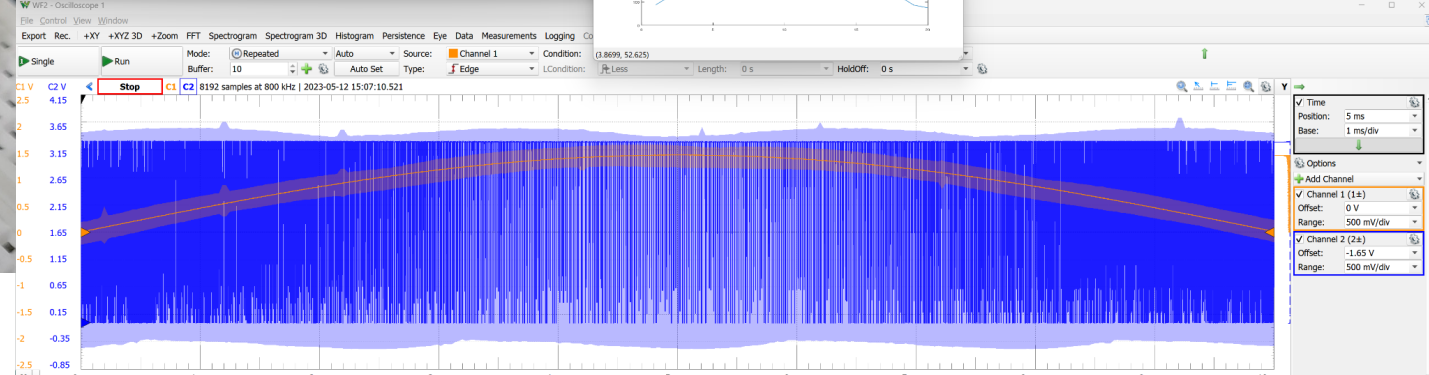 WF2 - Oscilloscope 1
File Control View Window
Export Rec. +XY +XYZ 3D +Zoom FFT Spectrogram Spectrogram 3D Histogram Persistence Eye Data Measurements Logging Co
Single Run Mode: Repeated Auto Source: Channel 1 Condition:
(3.8699, 52.625)
Buffer: 10 Auto Set Type: Edge LCondition: Less Length: 0 s HoldOff: 0 s
C1 V C2 V Stop C1 C2 8192 samples at 800 kHz | 2023-05-12 15:07:10.521 Y
2.5 4.15
2 3.65
1.5 3.15
1 2.65
0.5 2.15
0 1.65
-0.5 1.15
-1 0.65
-1.5 0.15
-2 -0.35
-2.5 -0.85
Time
Position: 5 ms
Base: 1 ms/div
Options
Add Channel
Channel 1 (1±)
Offset: 0 V
Range: 500 mV/div
Channel 2 (2±)
Offset: -1.65 V
Range: 500 mV/div